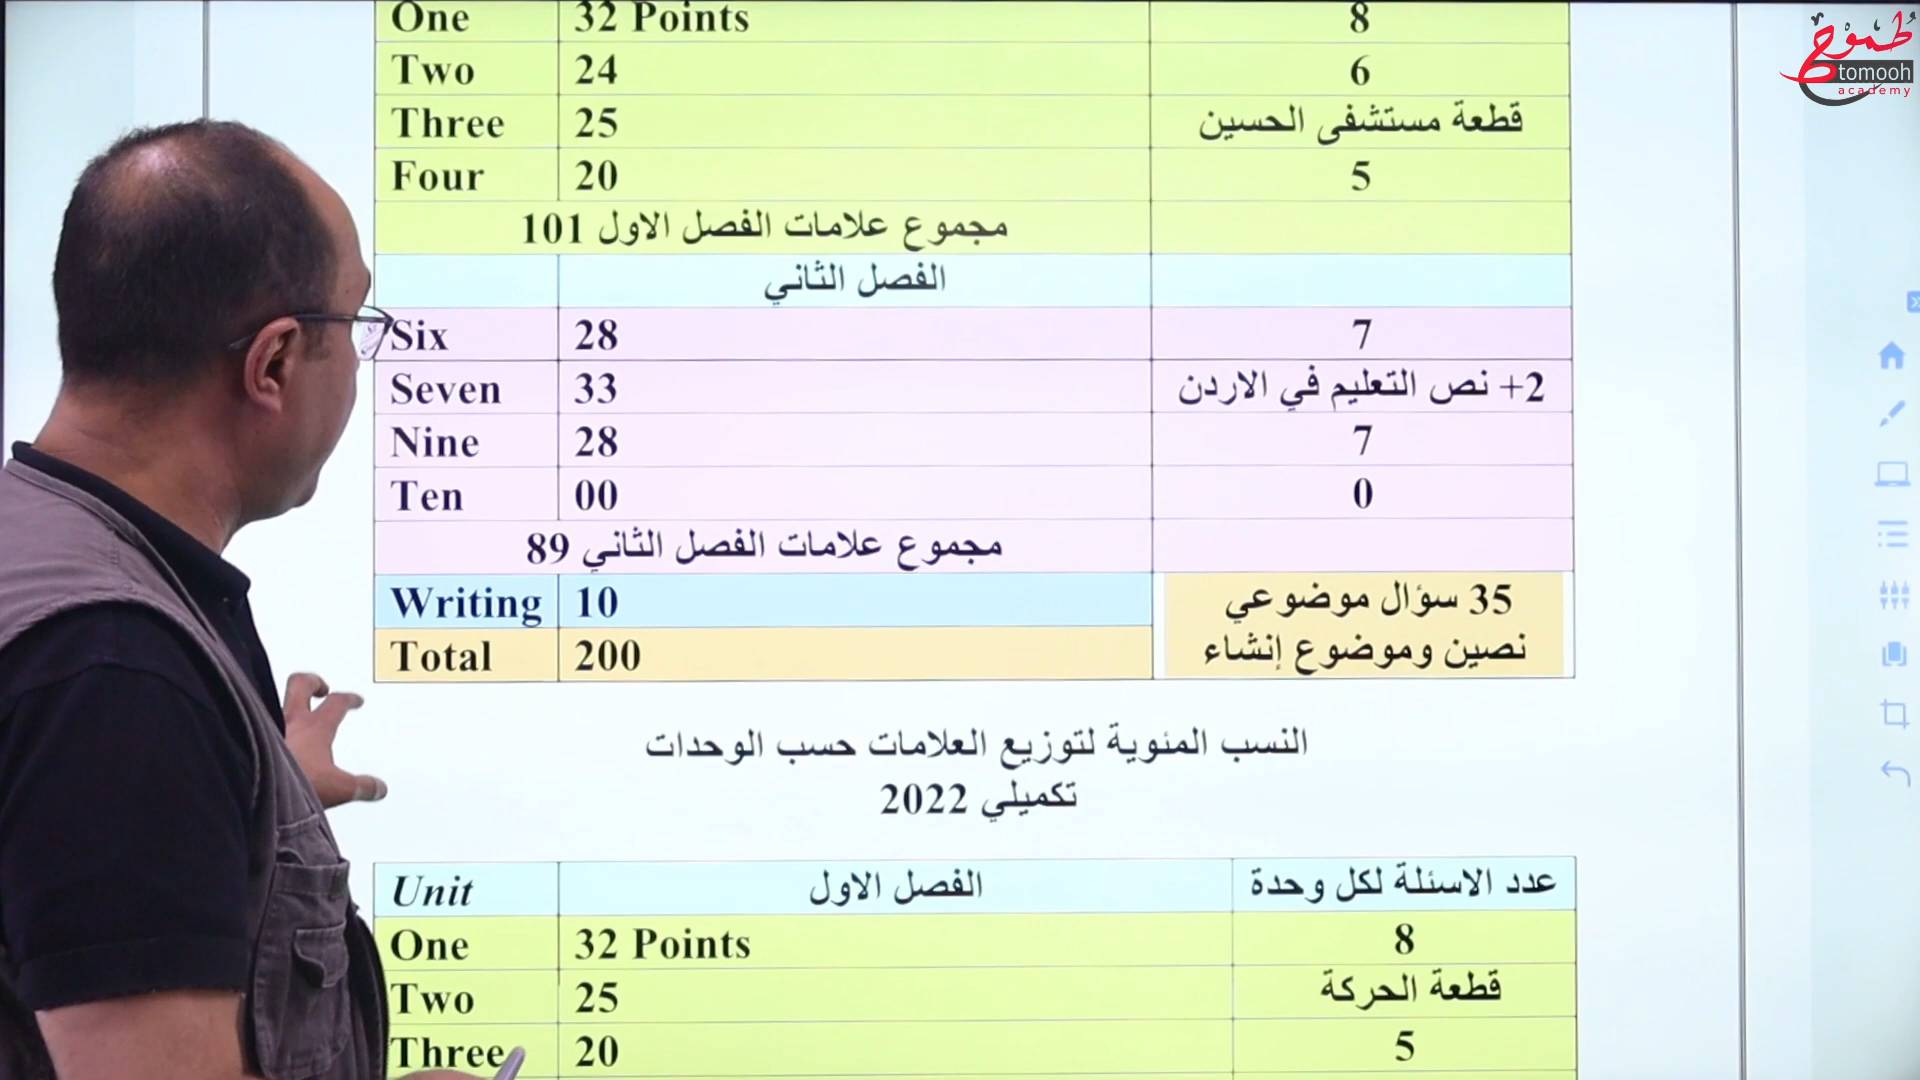 طموح
tomooh
academy
One 32 Points 8
Two 24 6
Three 25 قطعة مستشفى الحسين
Four 20 5
مجموع علامات الفصل الاول 101
الفصل الثاني
Six 28 7
Seven 33 2+ نص التعليم في الاردن
Nine 28 7
Ten 00 0
مجموع علامات الفصل الثاني 89
Writing 10 35 سؤال موضوعي
Total 200 نصين وموضوع إنشاء
النسب المئوية لتوزيع العلامات حسب الوحدات
تكميلي 2022
Unit الفصل الاول عدد الاسئلة لكل وحدة
One 32 Points 8
Two 25 قطعة الحركة
Three 20 5